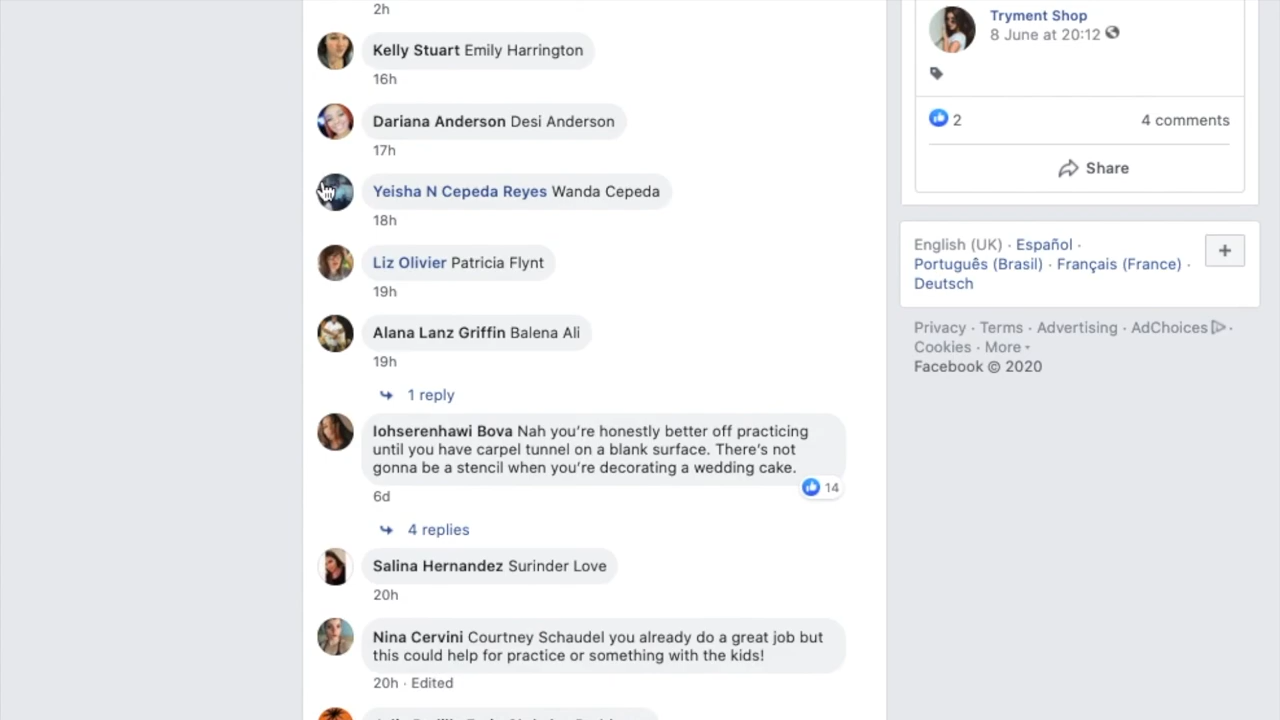 2h
Kelly Stuart Emily Harrington
16h
Dariana Anderson Desi Anderson
17h
Yeisha N Cepeda Reyes Wanda Cepeda
18h
Liz Olivier Patricia Flynt
19h
Alana Lanz Griffin Balena Ali
19h
1 reply
Iohserenhawi Bova Nah you’re honestly better off practicing
until you have carpel tunnel on a blank surface. There’s not
gonna be a stencil when you’re decorating a wedding cake.
14
6d
4 replies
Salina Hernandez Surinder Love
20h
Nina Cervini Courtney Schaudel you already do a great job but
this could help for practice or something with the kids!
20h · Edited
Tryment Shop
8 June at 20:12
2
4 comments
Share
English (UK) · Español ·
Português (Brasil) · Français (France) ·
Deutsch
+
Privacy · Terms · Advertising · AdChoices ·
Cookies · More
Facebook © 2020